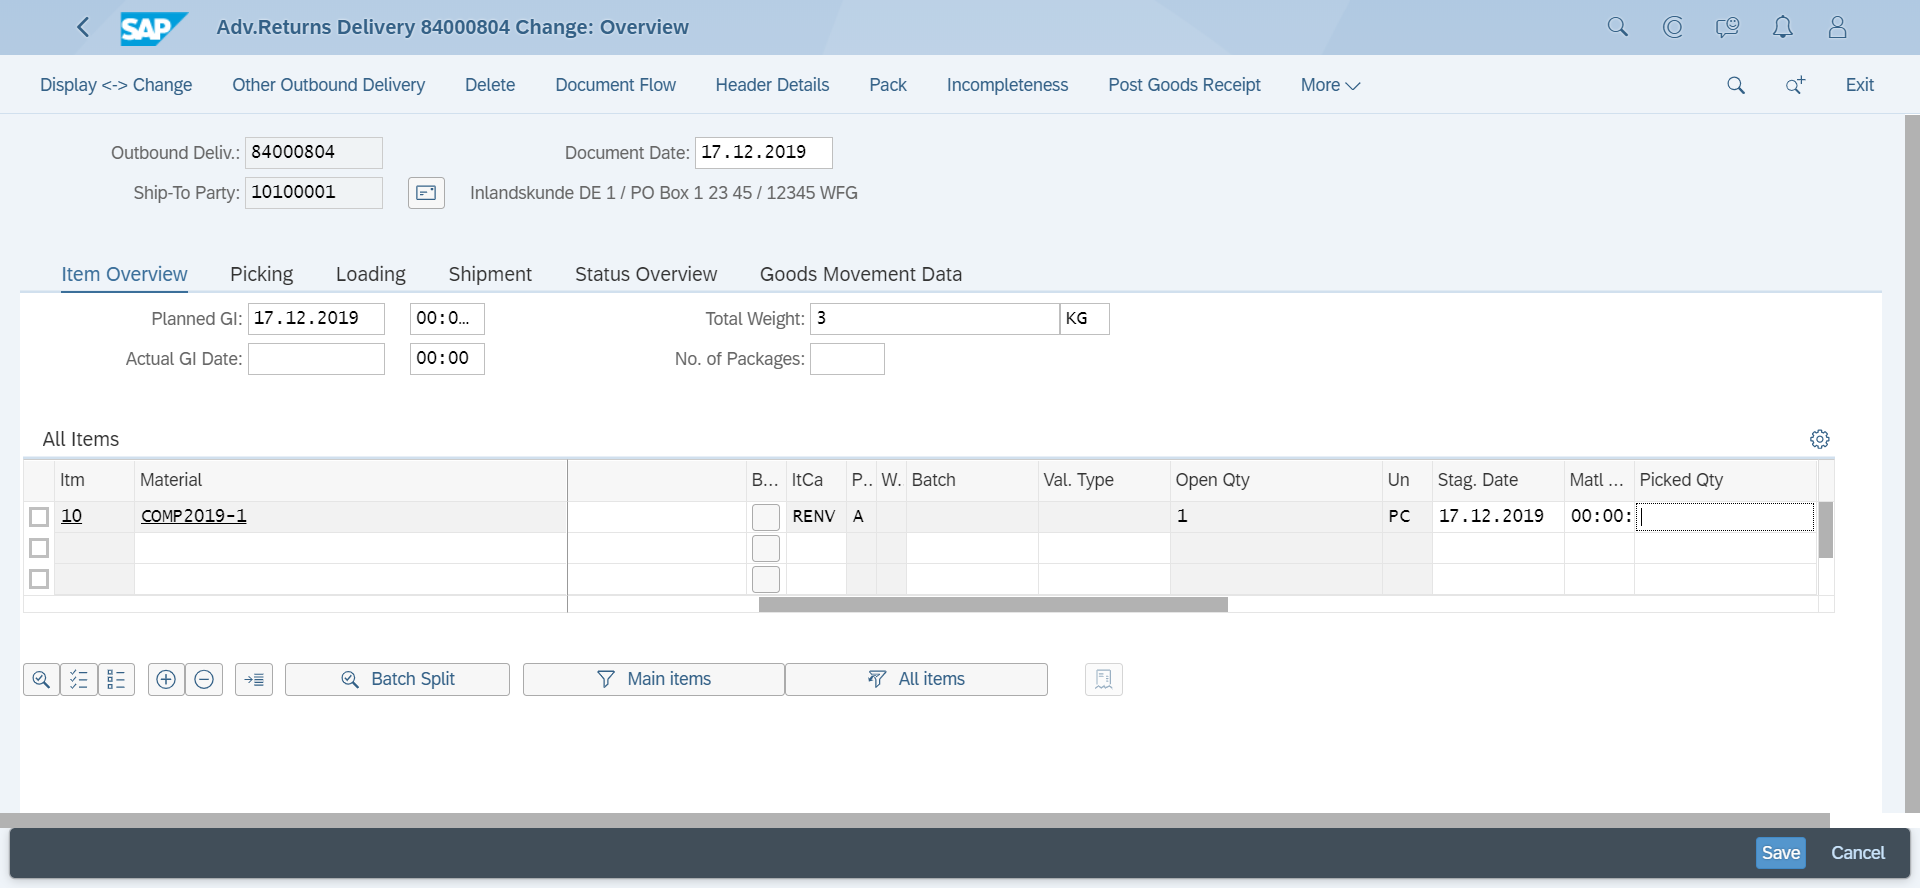 SAP Adv.Returns Delivery 84000804 Change: Overview
Display <-> Change Other Outbound Delivery Delete Document Flow Header Details Pack Incompleteness Post Goods Receipt More Exit
Outbound Deliv.: 84000804 Document Date: 17.12.2019
Ship-To Party: 10100001 Inlandskunde DE 1 / PO Box 1 23 45 / 12345 WFG
Item Overview Picking Loading Shipment Status Overview Goods Movement Data
Planned GI: 17.12.2019 00:0... Total Weight: 3 KG
Actual GI Date: 00:00 No. of Packages:
All Items
Itm Material B... ItCa P.. W. Batch Val. Type Open Qty Un Stag. Date Matl ... Picked Qty
10 COMP2019-1 RENV A 1 PC 17.12.2019 00:00:
Batch Split Main items All items
Save Cancel